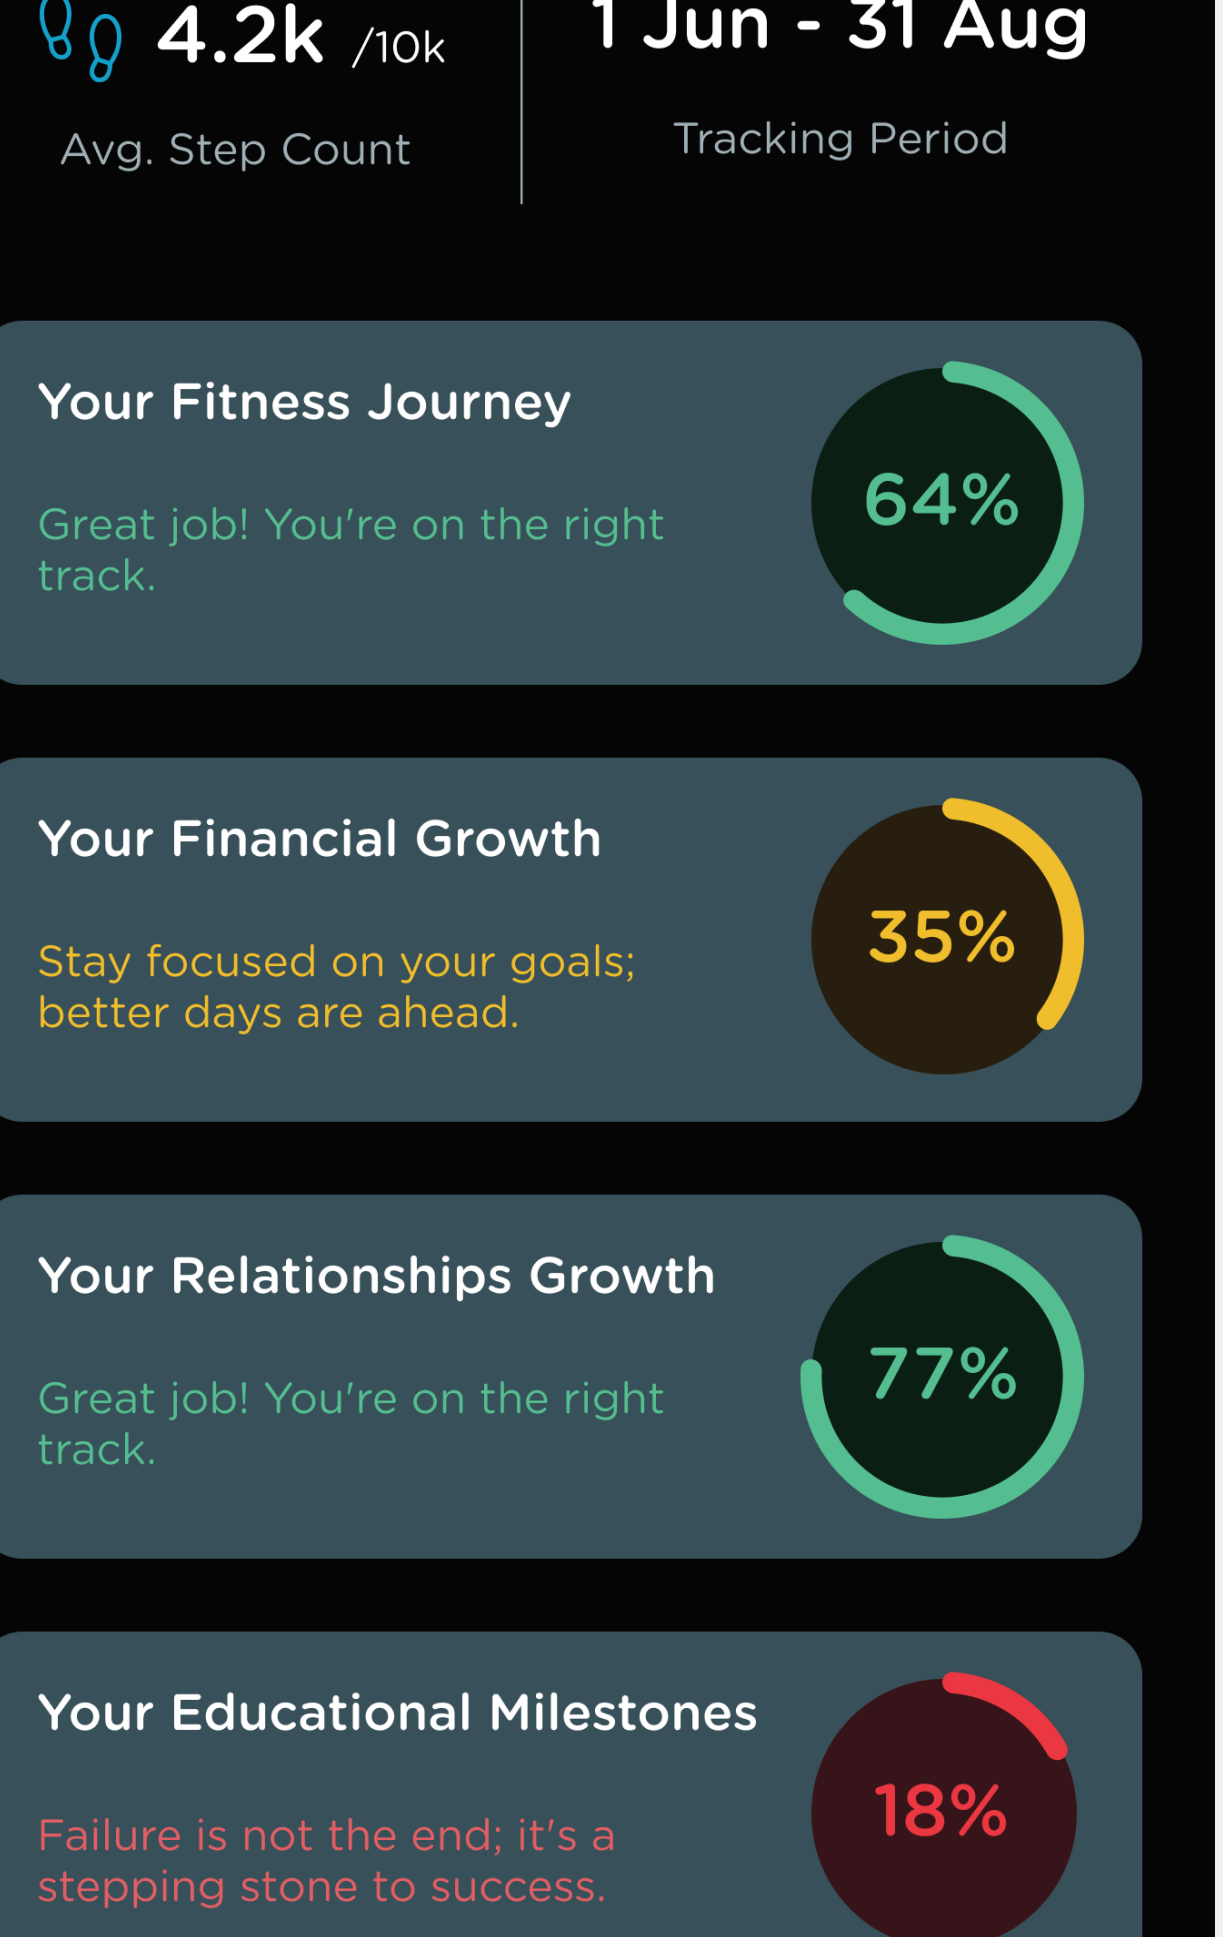 4.2k /10k
1 Jun - 31 Aug
Avg. Step Count
Tracking Period
Your Fitness Journey
Great job! You're on the right
track.
64%
Your Financial Growth
Stay focused on your goals;
better days are ahead.
35%
Your Relationships Growth
Great job! You're on the right
track.
77%
Your Educational Milestones
Failure is not the end; it's a
stepping stone to success.
18%